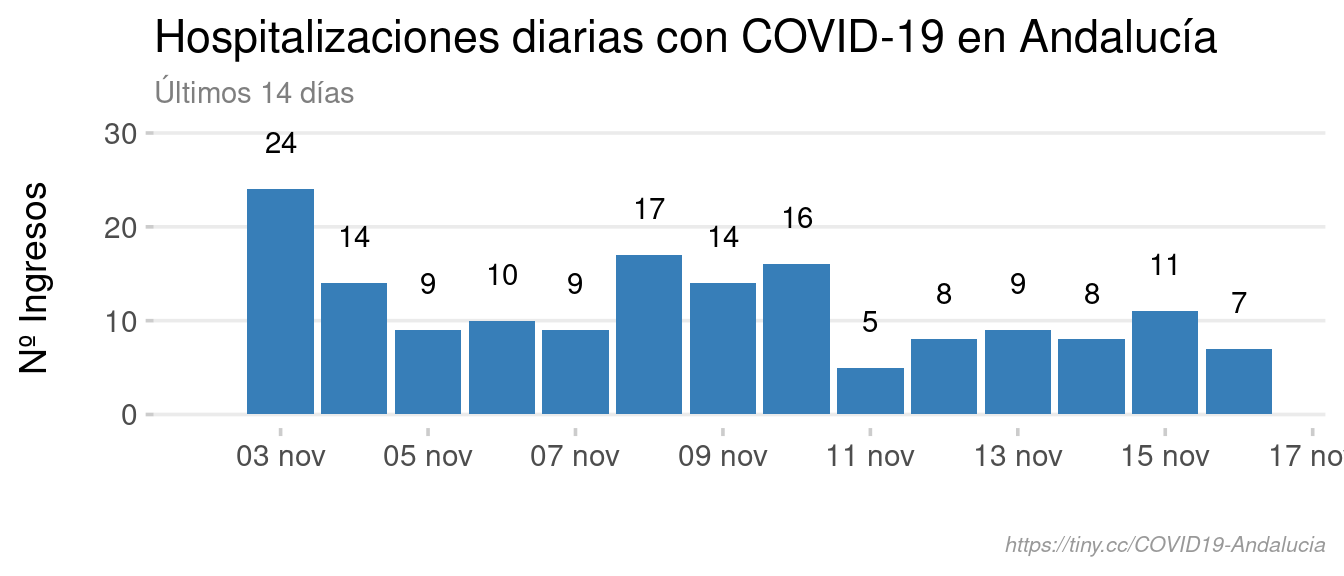 Hospitalizaciones diarias con COVID-19 en Andalucía
Últimos 14 días
Nº Ingresos
30
20
10
0
24
14
9
10
9
17
14
16
5
8
9
8
11
7
03 nov
05 nov
07 nov
09 nov
11 nov
13 nov
15 nov
17 no
https://tiny.cc/COVID19-Andalucia